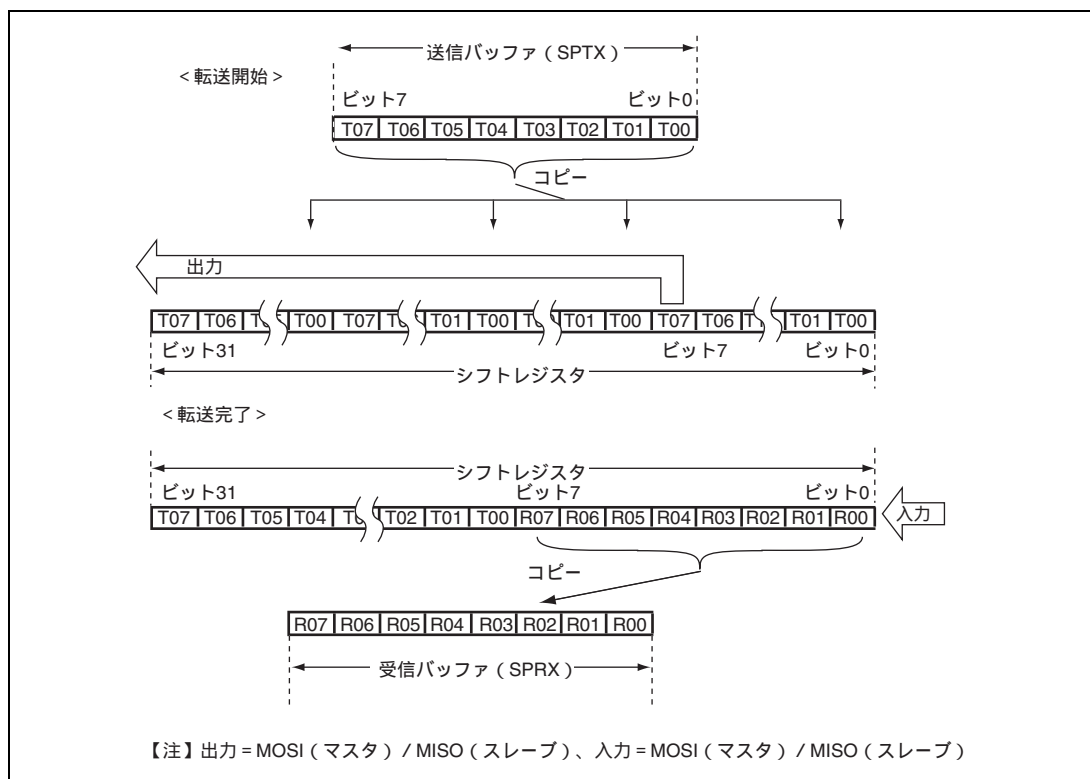 送信バッファ(SPTX)
<転送開始>
ビット7 ビット0
T07 T06 T05 T04 T03 T02 T01 T00
コピー
出力
T07 T06 T00 T07 T01 T00 T01 T00 T07 T06 T01 T00
ビット31 ビット7 ビット0
シフトレジスタ
<転送完了>
シフトレジスタ
ビット31 ビット7 ビット0
T07 T06 T05 T04 T02 T01 T00 R07 R06 R05 R04 R03 R02 R01 R00
入力
コピー
R07 R06 R05 R04 R03 R02 R01 R00
受信バッファ(SPRX)
【注】出力=MOSI(マスタ)/MISO(スレーブ)、入力=MOSI(マスタ)/MISO(スレーブ)